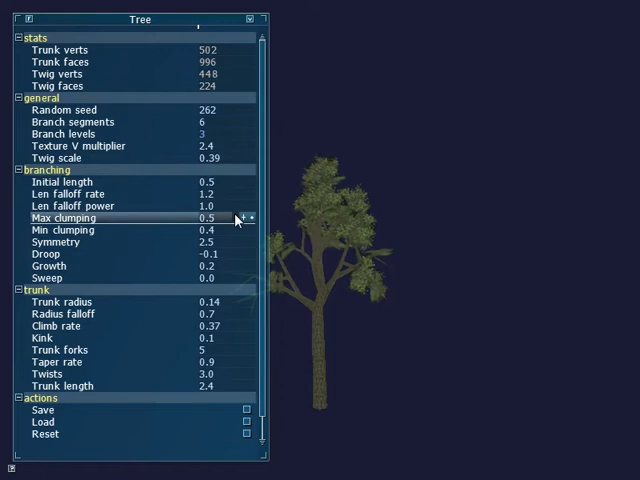 Tree
stats
Trunk verts 502
Trunk faces 996
Twig verts 448
Twig faces 224
general
Random seed 262
Branch segments 6
Branch levels 3
Texture V multiplier 2.4
Twig scale 0.39
branching
Initial length 0.5
Len falloff rate 1.2
Len falloff power 1.0
Max clumping 0.5
Min clumping 0.4
Symmetry 2.5
Droop -0.1
Growth 0.2
Sweep 0.0
trunk
Trunk radius 0.14
Radius falloff 0.7
Climb rate 0.37
Kink 0.1
Trunk forks 5
Taper rate 0.9
Twists 3.0
Trunk length 2.4
actions
Save
Load
Reset